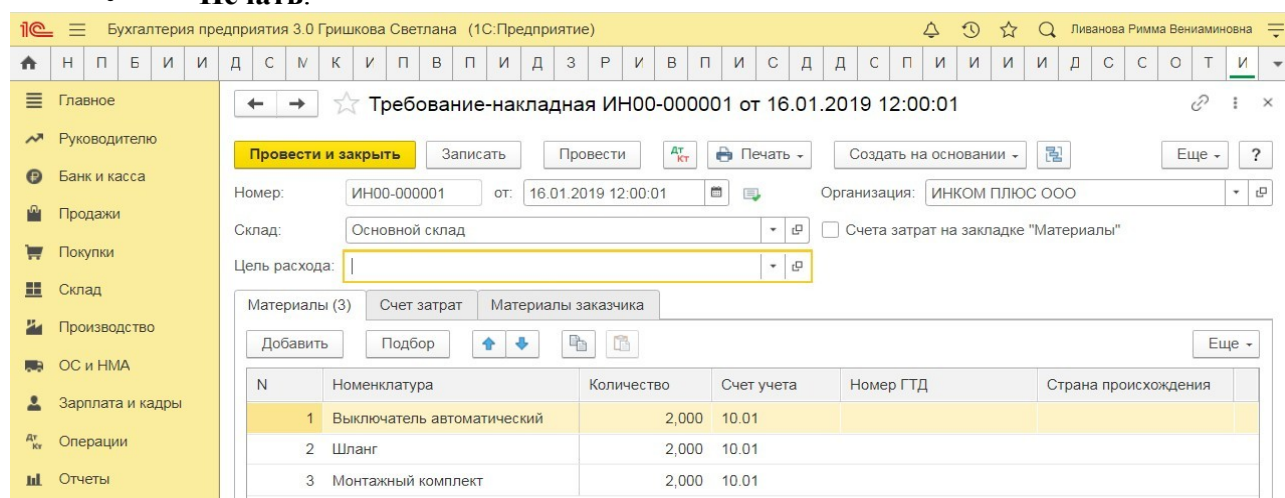 Печать.
1С Бухгалтерия предприятия 3.0 Гришкова Светлана (1С:Предприятие) Ливанова Римма Вениаминовна
Н П Б И И Д С М К И П В П И Д З Р И В П И С Д Д С П И И И И Д С С О Т И
Главное
Требование-накладная ИН00-000001 от 16.01.2019 12:00:01
Руководителю
Провести и закрыть Записать Провести Дт Кт Печать Создать на основании Еще ?
Банк и касса
Номер: ИН00-000001 от: 16.01.2019 12:00:01 Организация: ИНКОМ ПЛЮС ООО
Продажи
Склад: Основной склад Счета затрат на закладке "Материалы"
Покупки
Цель расхода:
Склад
Материалы (3) Счет затрат Материалы заказчика
Производство
Добавить Подбор Еще
ОС и НМА
N Номенклатура Количество Счет учета Номер ГТД Страна происхождения
Зарплата и кадры
1 Выключатель автоматический 2,000 10.01
Дт Кт Операции
2 Шланг 2,000 10.01
Отчеты
3 Монтажный комплект 2,000 10.01